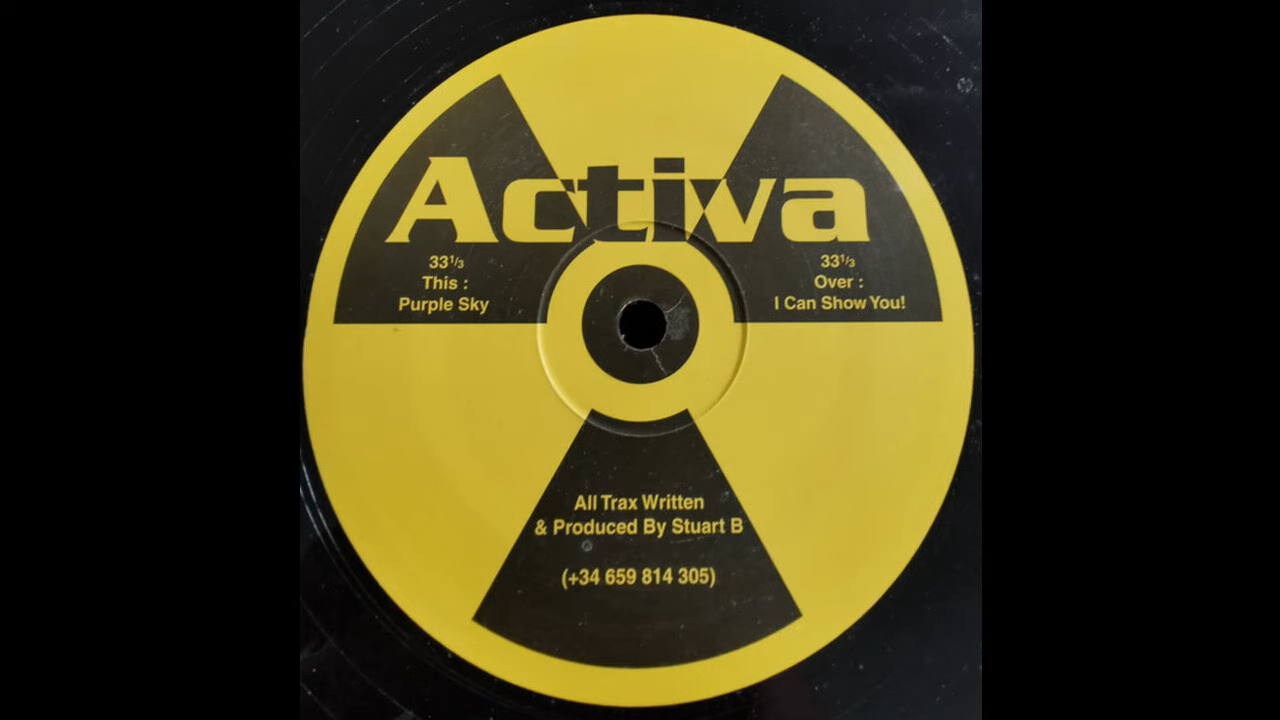 Activa
33⅓
This :
Purple Sky
33⅓
Over :
I Can Show You!
All Trax Written
& Produced By Stuart B
(+34 659 814 305)